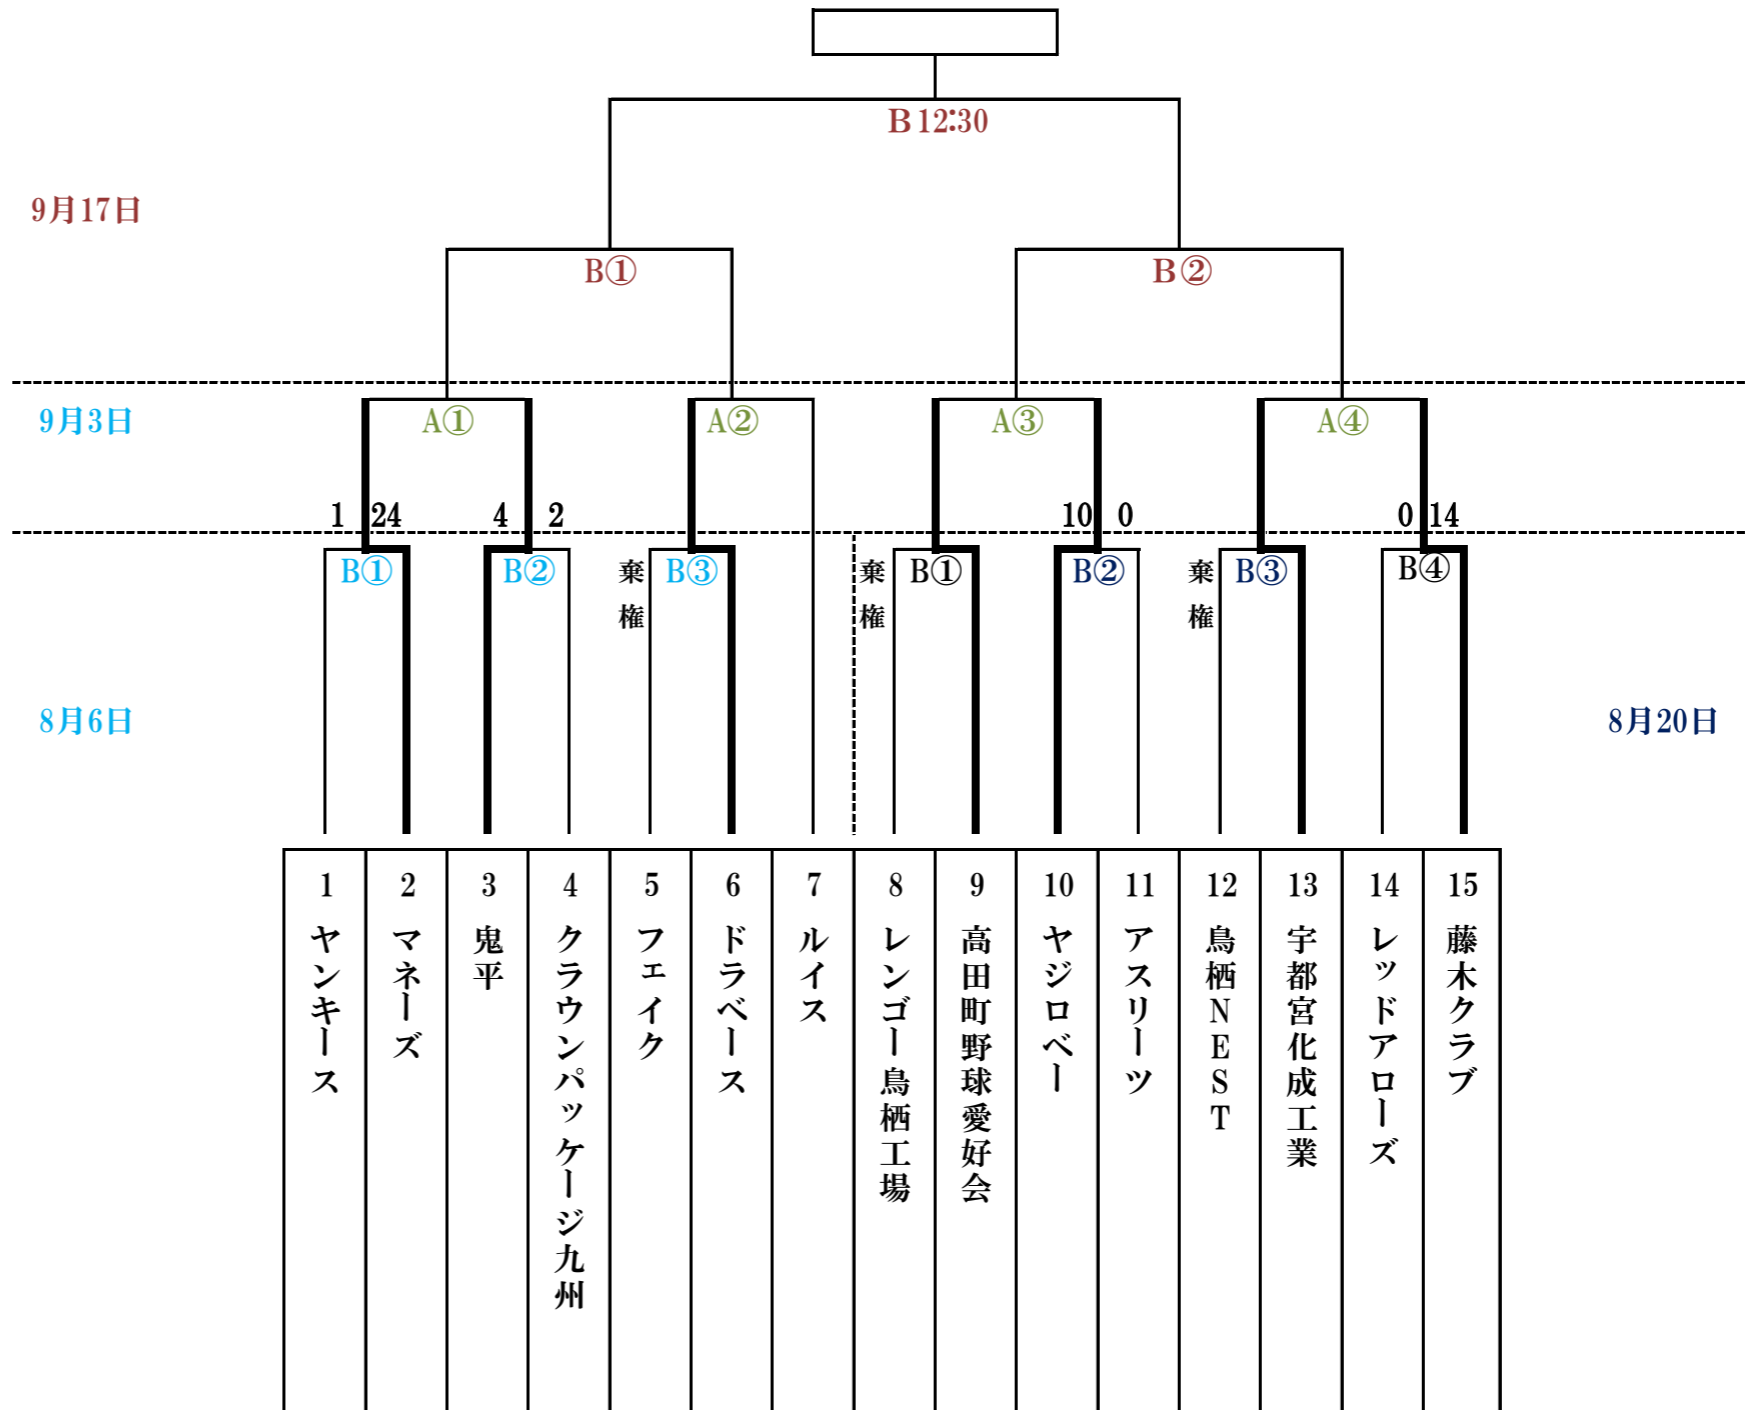 B 12:30
9月17日
B①
B②
9月3日
A①
A②
A③
A④
1 24
4 2
10 0
0 14
B①
B②
棄権
B③
棄権
B①
B②
棄権
B③
B④
8月6日
8月20日
1 ヤンキース
2 マネーズ
3 鬼平
4 クラウンパッケージ九州
5 フェイク
6 ドラベース
7 ルイス
8 レンゴー鳥栖工場
9 高田町野球愛好会
10 ヤジロベー
11 アスリーツ
12 鳥栖NEST
13 宇都宮化成工業
14 レッドアローズ
15 藤木クラブ